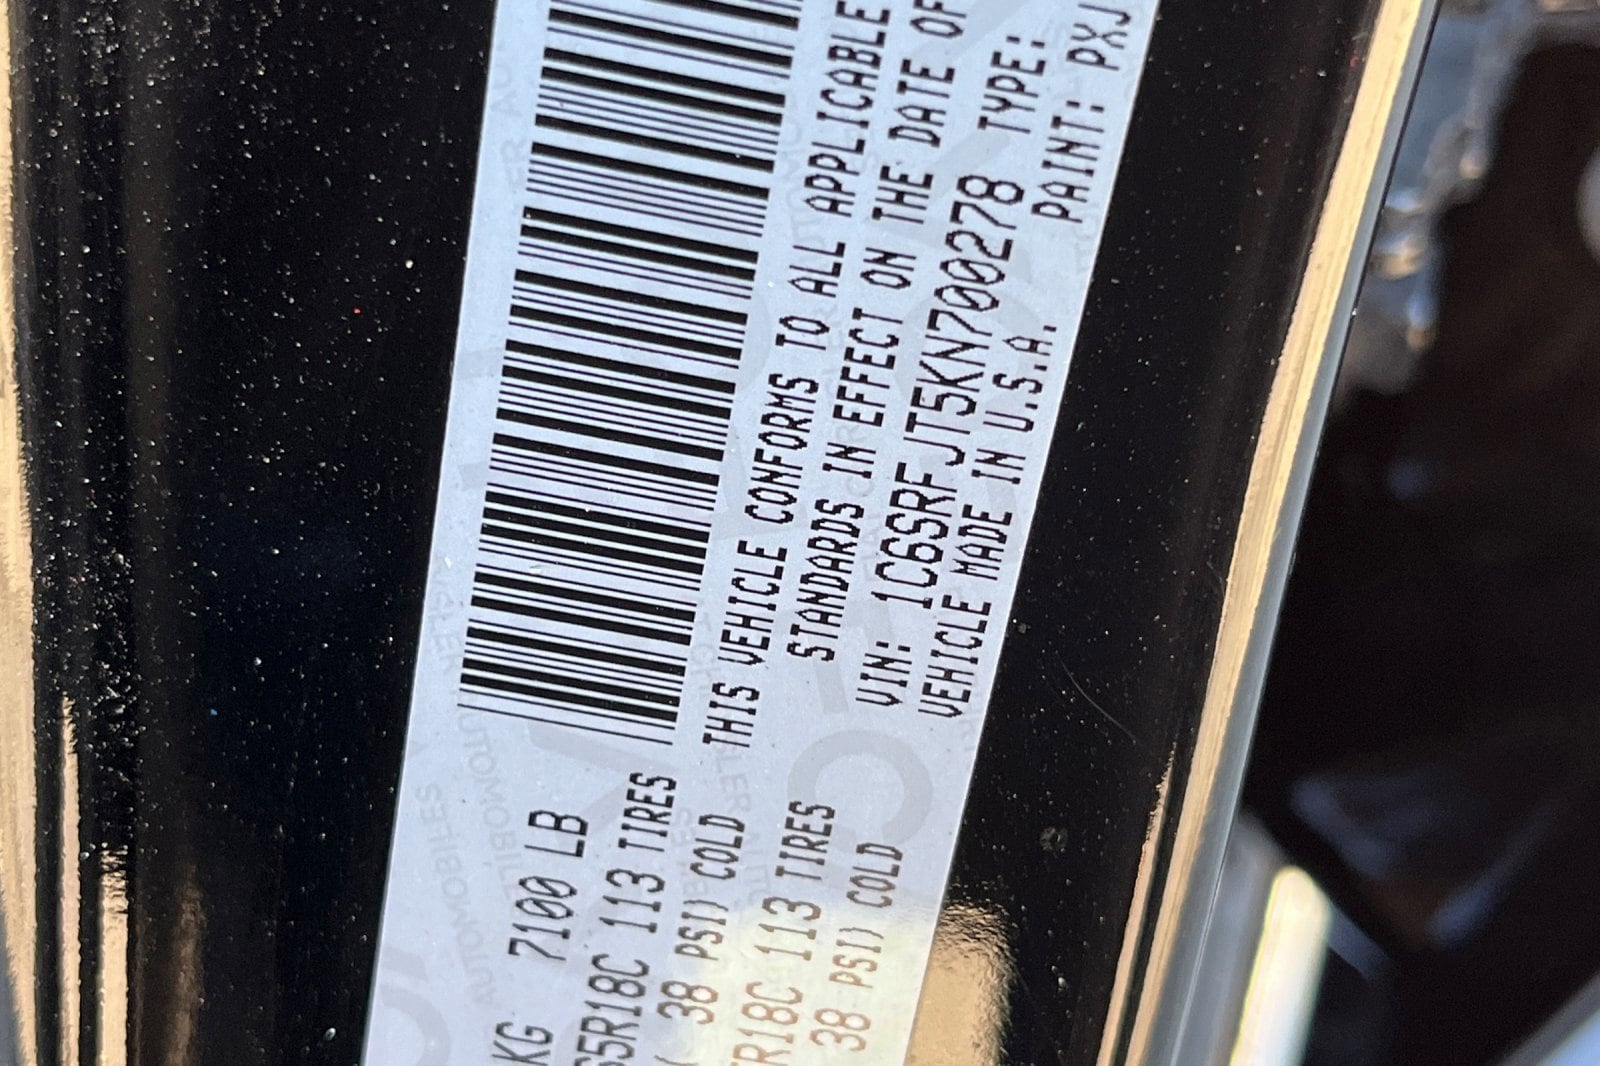 KG 7100 LB
65R18C 113 TIRES
( 38 PSI) COLD
THIS VEHICLE CONFORMS TO ALL APPLICABLE
STANDARDS IN EFFECT ON THE DATE OF
R18C 113 TIRES
38 PSI) COLD
VIN: 1C6SRFJT5KN700278 TYPE:
VEHICLE MADE IN U.S.A. PAINT: PXJ